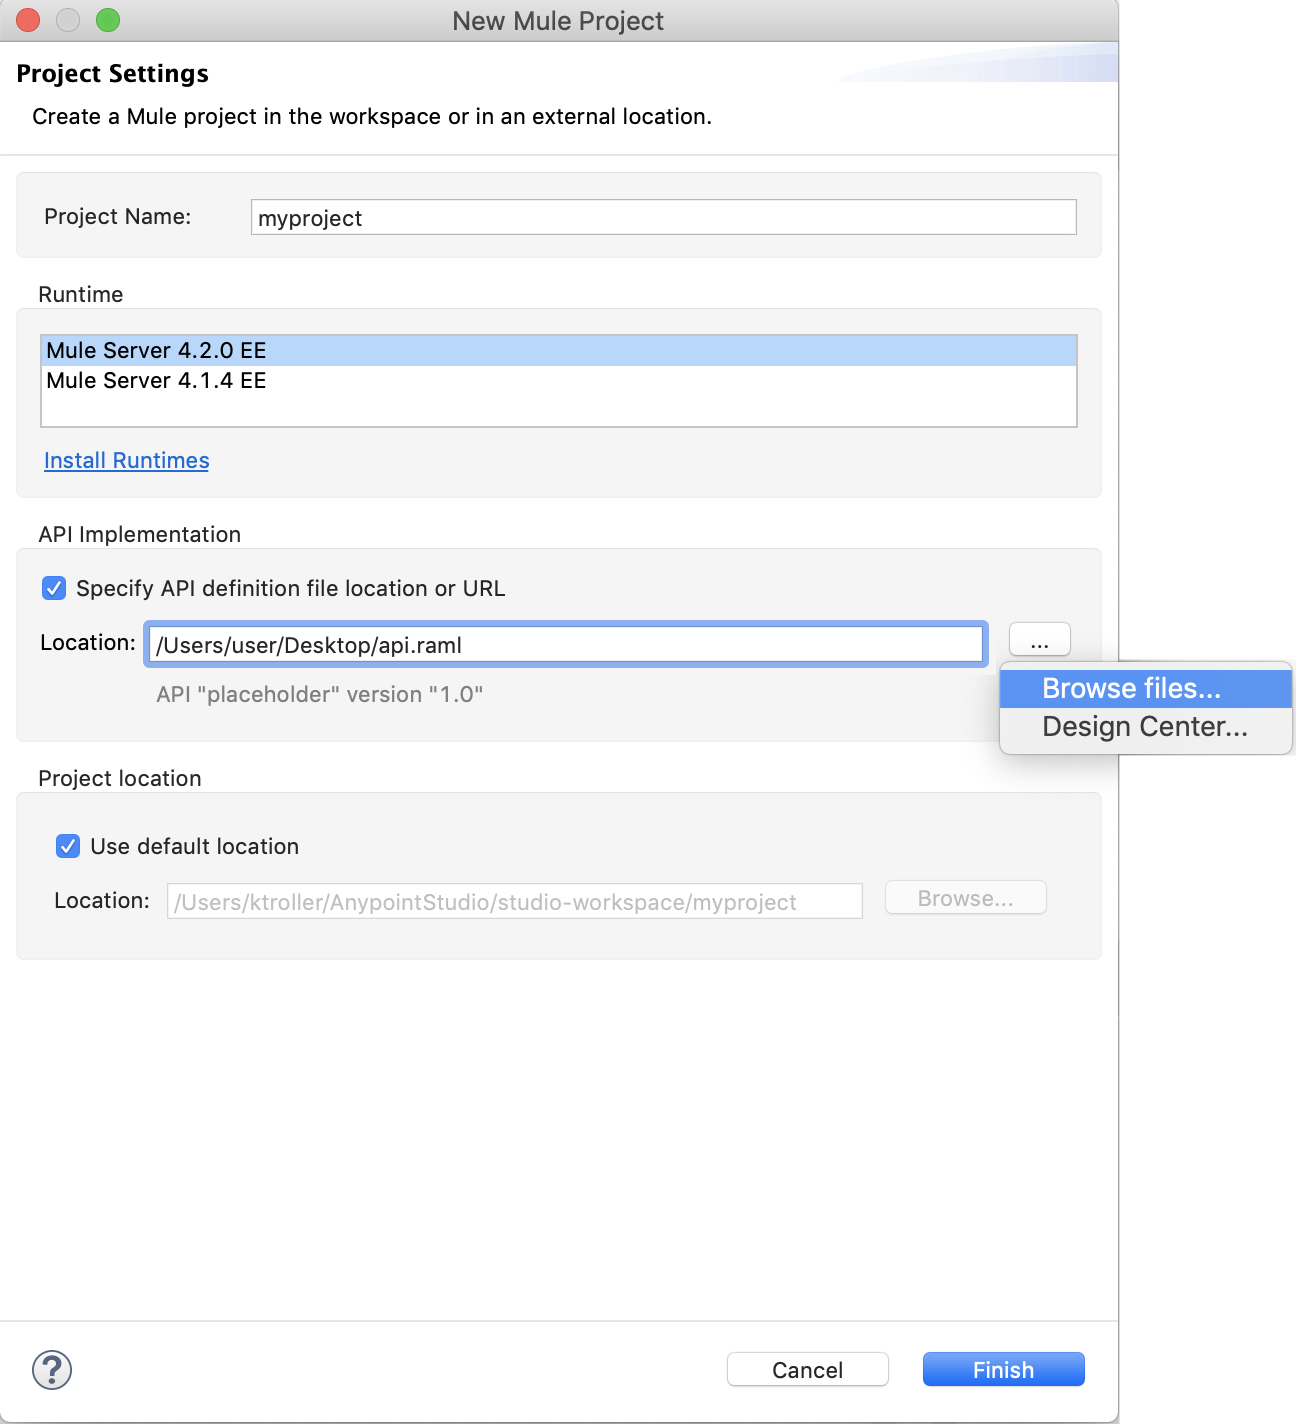 New Mule Project
Project Settings
Create a Mule project in the workspace or in an external location.
Project Name: myproject
Runtime
Mule Server 4.2.0 EE
Mule Server 4.1.4 EE
Install Runtimes
API Implementation
Specify API definition file location or URL
Location: /Users/user/Desktop/api.raml ...
Browse files...
API "placeholder" version "1.0"
Design Center...
Project location
Use default location
Location: /Users/ktroller/AnypointStudio/studio-workspace/myproject Browse...
? Cancel Finish